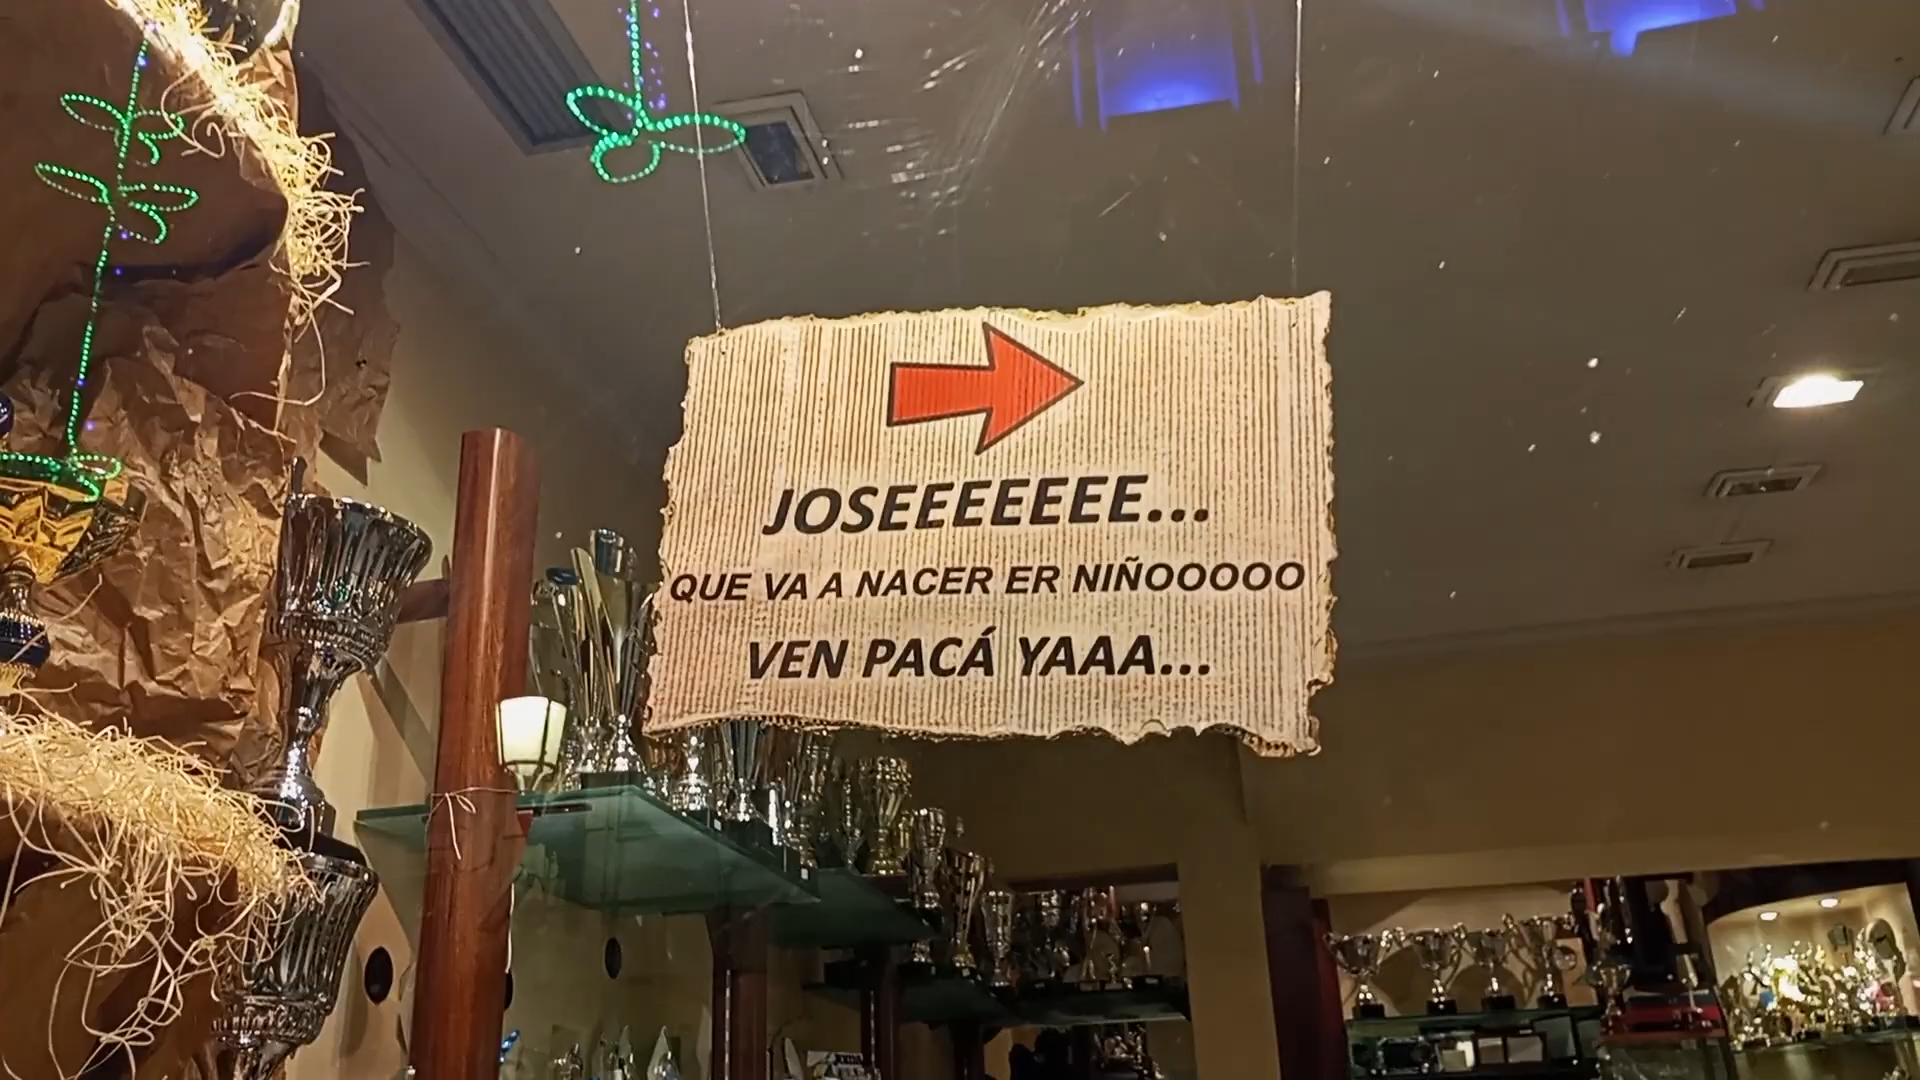 JOSEEEEEEE...
QUE VA A NACER ER NIÑOOOOO
VEN PACÁ YAAA...